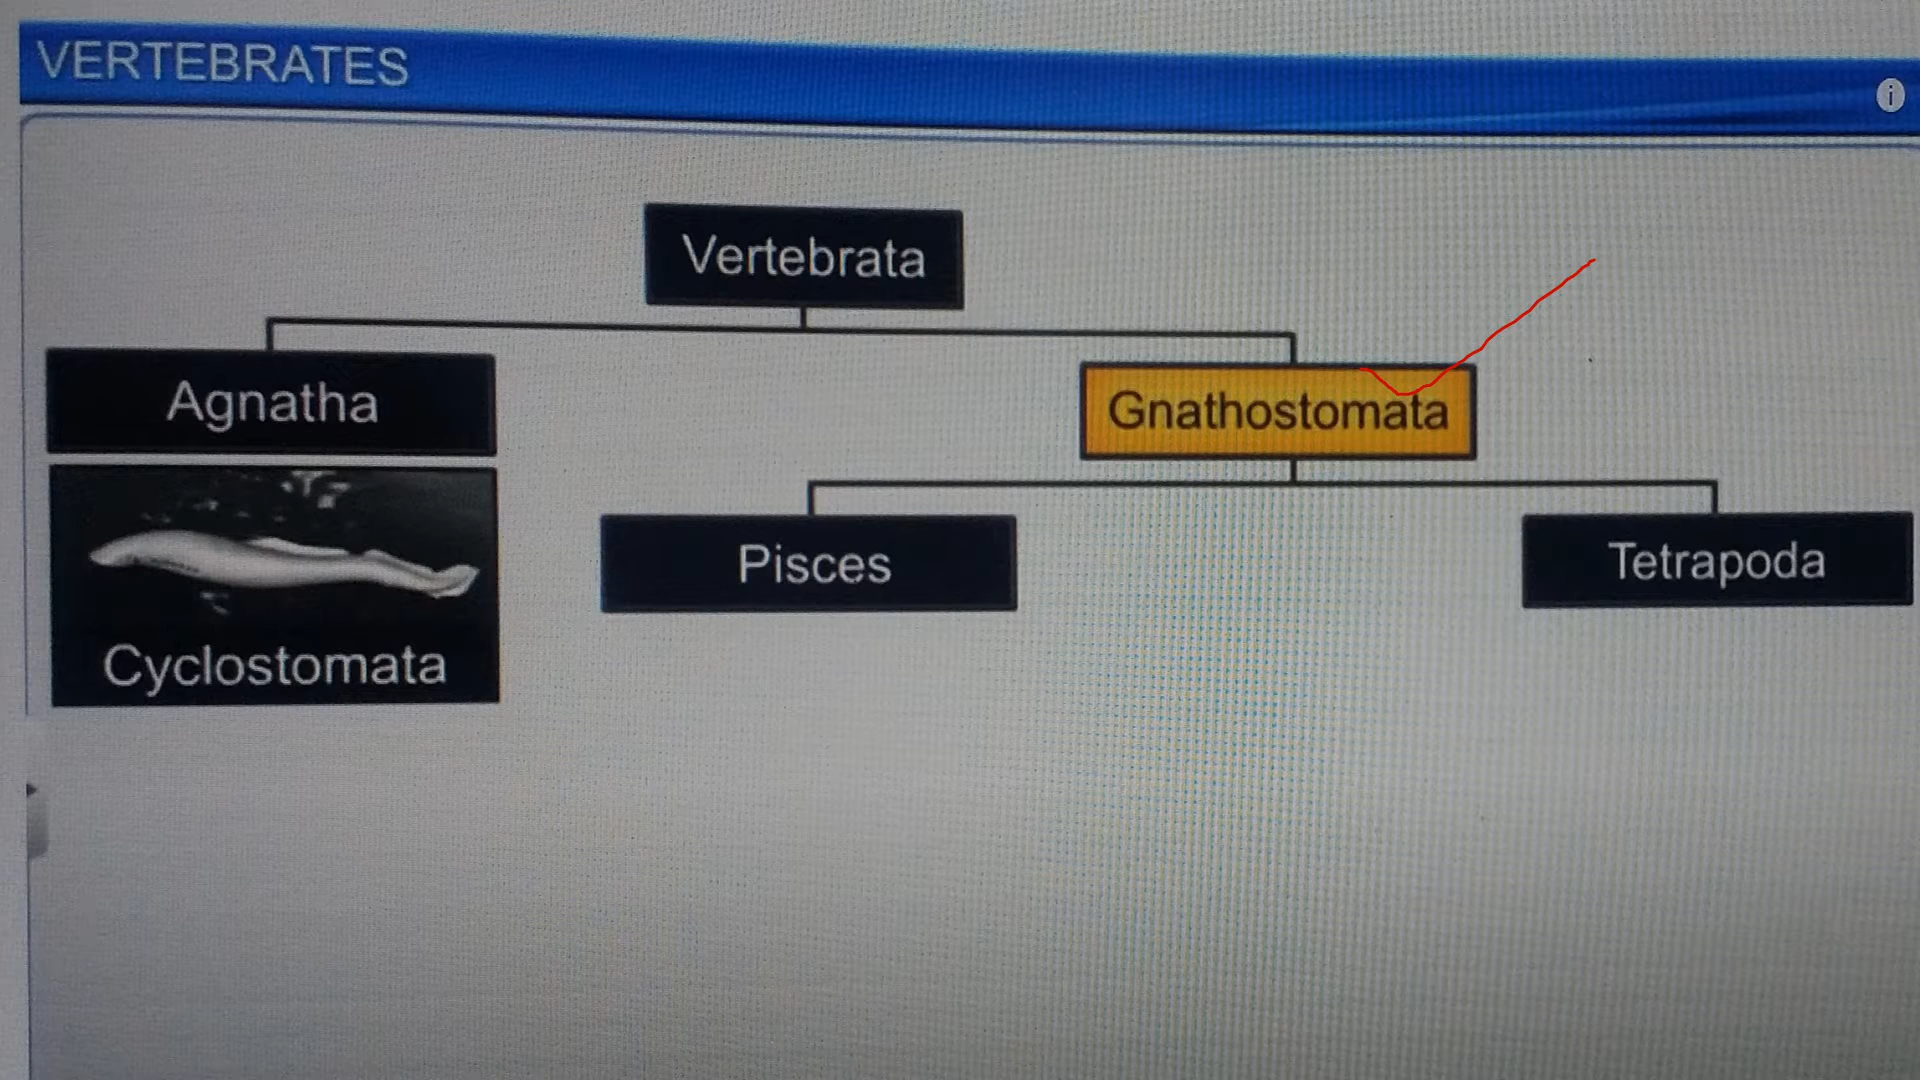 VERTEBRATES
i
Vertebrata
Agnatha
Gnathostomata
Pisces
Tetrapoda
Cyclostomata